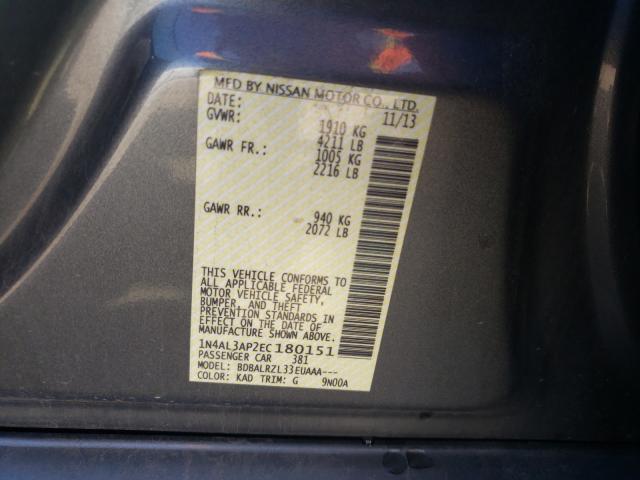 MFD BY NISSAN MOTOR CO., LTD.
DATE: 11/13
GVWR: 1910 KG
4211 LB
GAWR FR.: 1005 KG
2216 LB
GAWR RR.: 940 KG
2072 LB
THIS VEHICLE CONFORMS TO
ALL APPLICABLE FEDERAL
MOTOR VEHICLE SAFETY,
BUMPER, AND THEFT
PREVENTION STANDARDS IN
EFFECT ON THE DATE OF
MANUFACTURE SHOWN ABOVE.
1N4AL3AP2EC180151
PASSENGER CAR 381
MODEL: BDBALRZL33EUAAA---
COLOR: KAD TRIM: G 9N00A